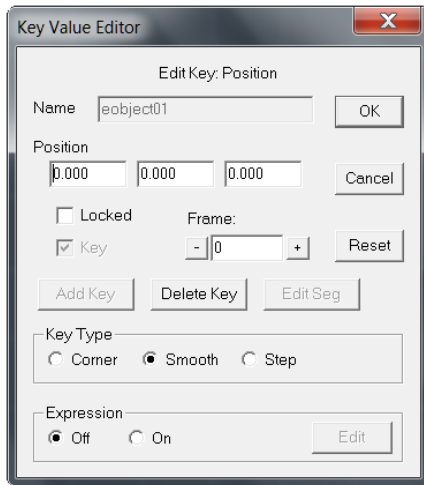 Key Value Editor
Edit Key: Position
Name eobject01 OK
Position
0.000 0.000 0.000 Cancel
Locked Frame:
Key - 0 + Reset
Add Key Delete Key Edit Seg
Key Type
Corner Smooth Step
Expression
Off On Edit